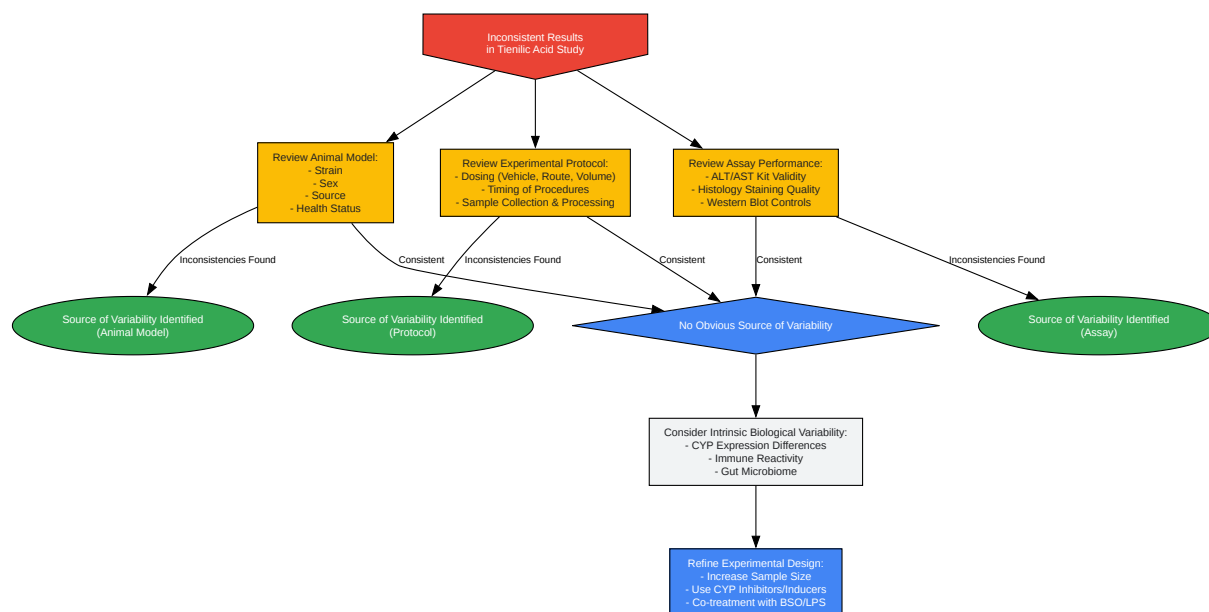 Inconsistent Results
in Tienilic Acid Study
Review Animal Model:
- Strain
- Sex
- Source
- Health Status
Review Experimental Protocol:
- Dosing (Vehicle, Route, Volume)
- Timing of Procedures
- Sample Collection & Processing
Review Assay Performance:
- ALT/AST Kit Validity
- Histology Staining Quality
- Western Blot Controls
Inconsistencies Found
Consistent
Inconsistencies Found
Consistent
Consistent
Inconsistencies Found
Source of Variability Identified
(Animal Model)
Source of Variability Identified
(Protocol)
No Obvious Source of Variability
Source of Variability Identified
(Assay)
Consider Intrinsic Biological Variability:
- CYP Expression Differences
- Immune Reactivity
- Gut Microbiome
Refine Experimental Design:
- Increase Sample Size
- Use CYP Inhibitors/Inducers
- Co-treatment with BSO/LPS